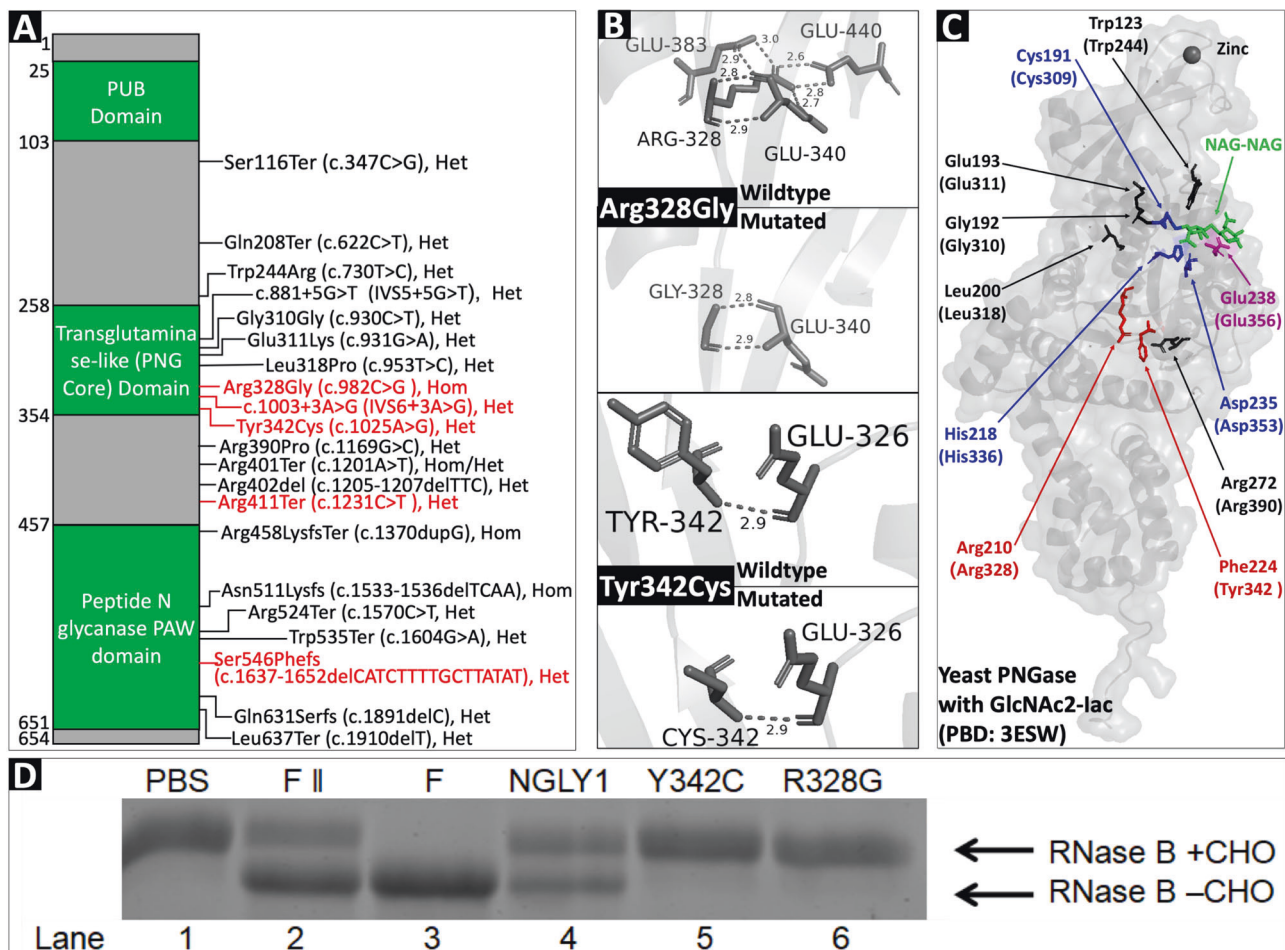 A
1
25
PUB
Domain
103
Ser116Ter (c.347C>G), Het
Gln208Ter (c.622C>T), Het
Trp244Arg (c.730T>C), Het
258
c.881+5G>T (IVS5+5G>T), Het
Transglutamina
se-like (PNG
Core) Domain
Gly310Gly (c.930C>T), Het
Glu311Lys (c.931G>A), Het
Leu318Pro (c.953T>C), Het
Arg328Gly (c.982C>G ), Hom
c.1003+3A>G (IVS6+3A>G), Het
354
Tyr342Cys (c.1025A>G), Het
Arg390Pro (c.1169G>C), Het
Arg401Ter (c.1201A>T), Hom/Het
Arg402del (c.1205-1207delTTC), Het
Arg411Ter (c.1231C>T ), Het
457
Arg458LysfsTer (c.1370dupG), Hom
Peptide N
glycanase PAW
domain
Asn511Lysfs (c.1533-1536delTCAA), Hom
Arg524Ter (c.1570C>T), Het
Trp535Ter (c.1604G>A), Het
Ser546Phefs
(c.1637-1652delCATCTTTTGCTTATAT), Het
Gln631Serfs (c.1891delC), Het
651
Leu637Ter (c.1910delT), Het
654
B
GLU-383
3.0
GLU-440
2.9
2.6
2.8
2.8
2.7
ARG-328
2.9
GLU-340
Wildtype
Arg328Gly
Mutated
GLY-328
2.8
2.9
GLU-340
GLU-326
TYR-342
2.9
Wildtype
Tyr342Cys
Mutated
GLU-326
CYS-342
2.9
C
Trp123
(Trp244)
Zinc
Cys191
(Cys309)
NAG-NAG
Glu193
(Glu311)
Gly192
(Gly310)
Leu200
(Leu318)
Glu238
(Glu356)
Asp235
(Asp353)
His218
(His336)
Arg272
(Arg390)
Arg210
(Arg328)
Phe224
(Tyr342 )
Yeast PNGase
with GlcNAc2-Iac
(PBD: 3ESW)
D
PBS F II F NGLY1 Y342C R328G
RNase B +CHO
RNase B –CHO
Lane 1 2 3 4 5 6